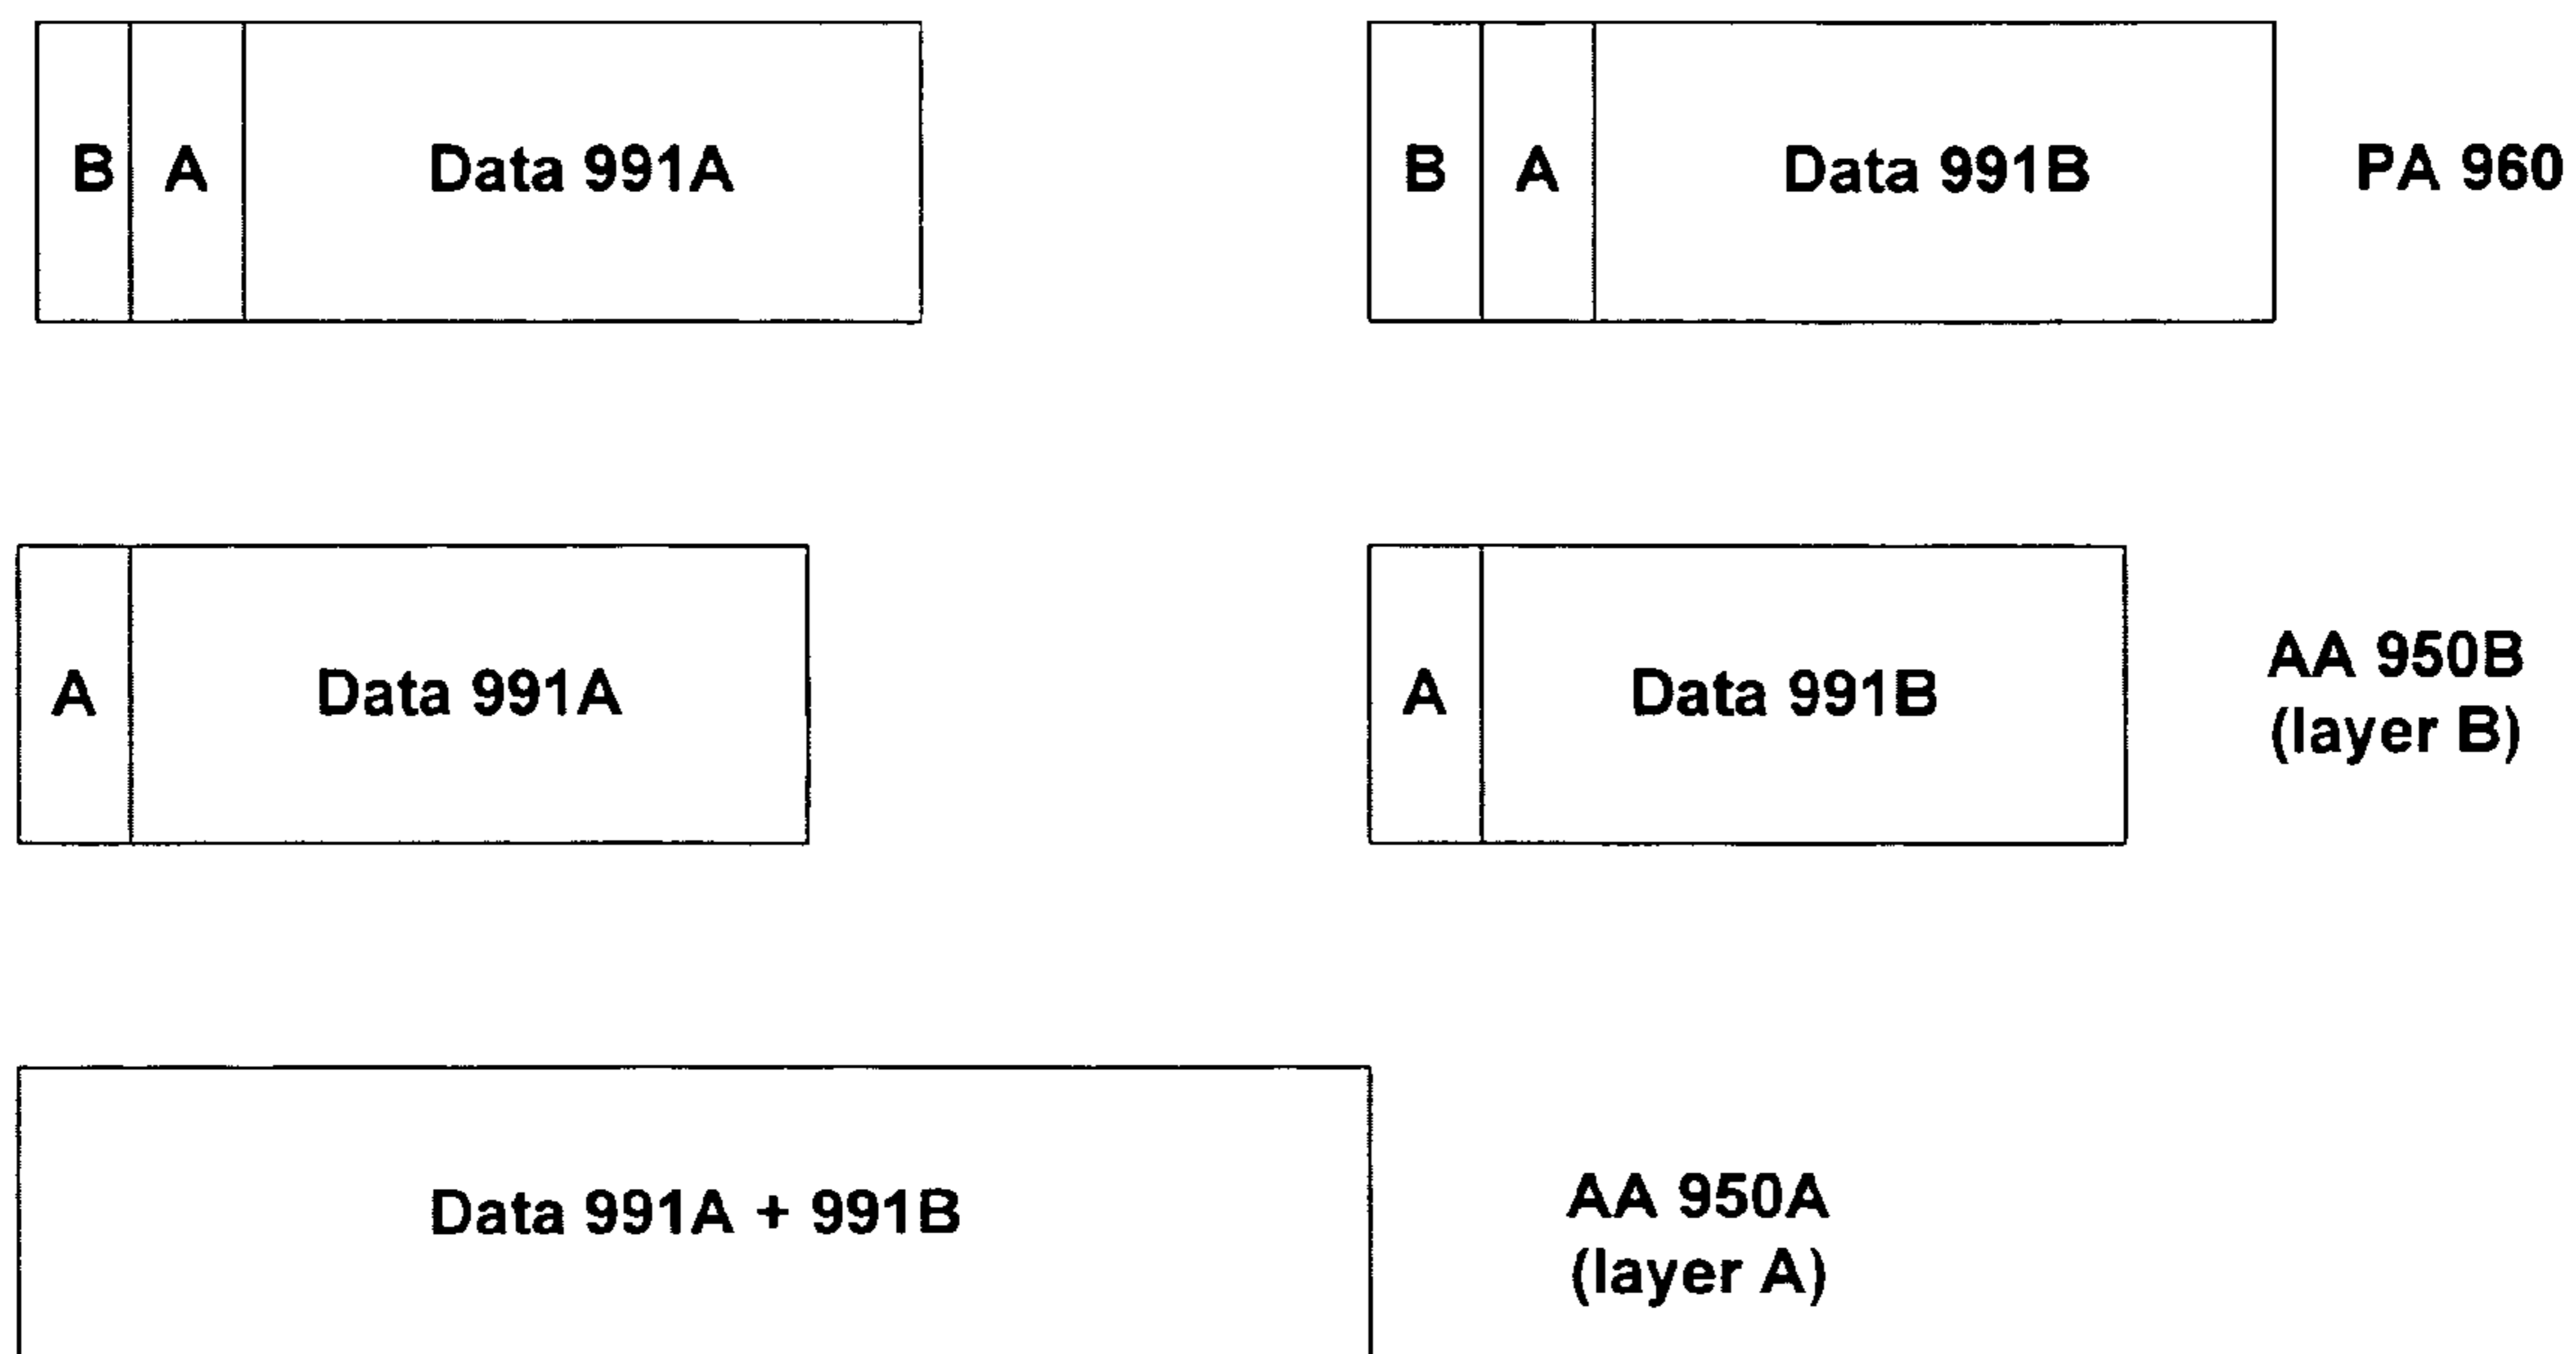 B A Data 991A B A Data 991B PA 960
A Data 991A A Data 991B AA 950B
(layer B)
Data 991A + 991B AA 950A
(layer A)